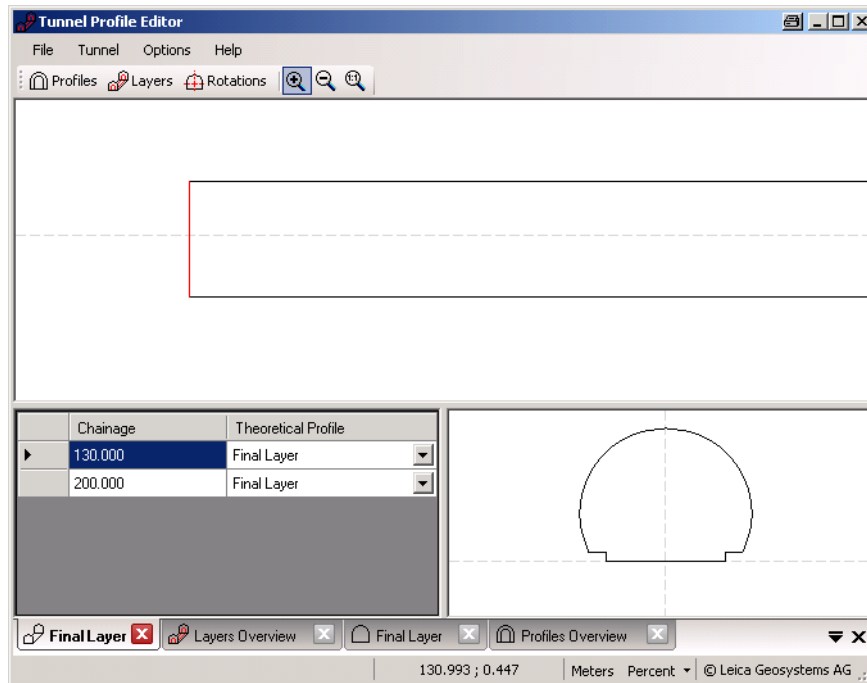 Tunnel Profile Editor
File Tunnel Options Help
Profiles Layers Rotations 1:1
Chainage Theoretical Profile
130.000 Final Layer
200.000 Final Layer
Final Layer Layers Overview Final Layer Profiles Overview
130.993 ; 0.447 Meters Percent © Leica Geosystems AG